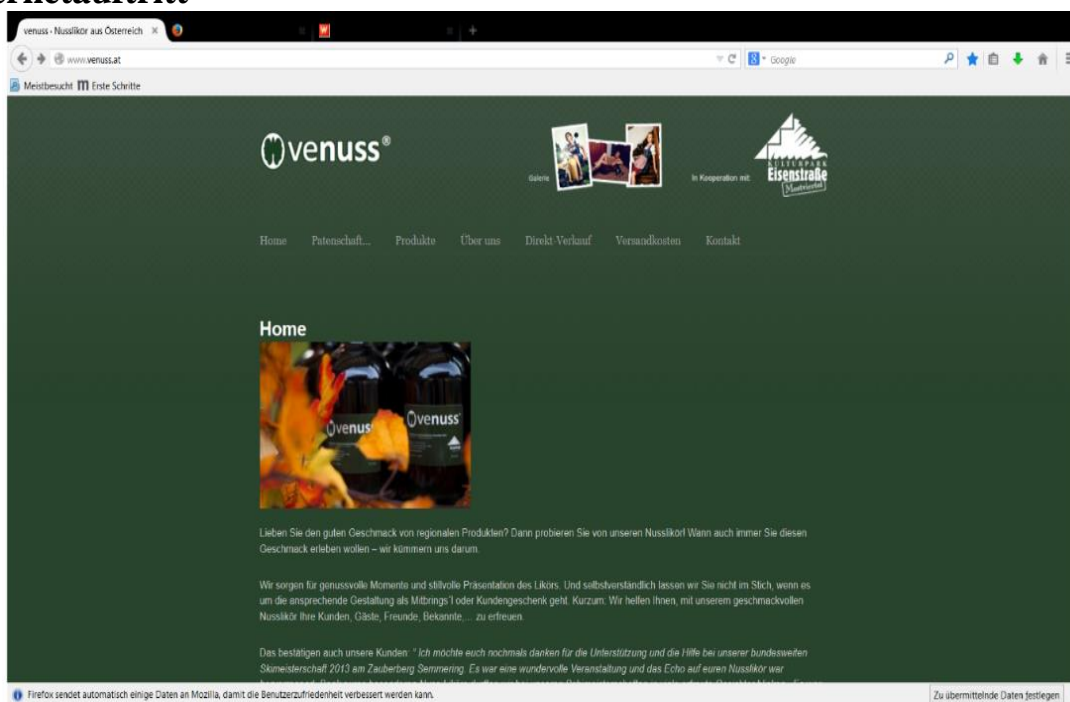 ernetauftritt
venuss - Nusslikör aus Österreich
www.venuss.at
Google
Meistbesucht Erste Schritte
venuss®
Galerie
In Kooperation mit:
KULTURPARK
Eisenstraße
Mostviertel
Home Patenschaft... Produkte Über uns Direkt-Verkauf Versandkosten Kontakt
Home
venuss
venuss
Lieben Sie den guten Geschmack von regionalen Produkten? Dann probieren Sie von unseren Nusslikör! Wann auch immer Sie diesen
Geschmack erleben wollen – wir kümmern uns darum.
Wir sorgen für genussvolle Momente und stillvolle Präsentation des Likörs. Und selbstverständlich lassen wir Sie nicht im Stich, wenn es
um die ansprechende Gestaltung als Mitbrings´l oder Kundengeschenk geht. Kurzum: Wir helfen Ihnen, mit unserem geschmackvollen
Nusslikör Ihre Kunden, Gäste, Freunde, Bekannte,... zu erfreuen.
Das bestätigen auch unsere Kunden: " Ich möchte euch nochmals danken für die Unterstützung und die Hilfe bei unserer bundesweiten
Skimeisterschaft 2013 am Zauberberg Semmering. Es war eine wundervolle Veranstaltung und das Echo auf euren Nusslikör war
Firefox sendet automatisch einige Daten an Mozilla, damit die Benutzerzufriedenheit verbessert werden kann.
Zu übermittelnde Daten festlegen